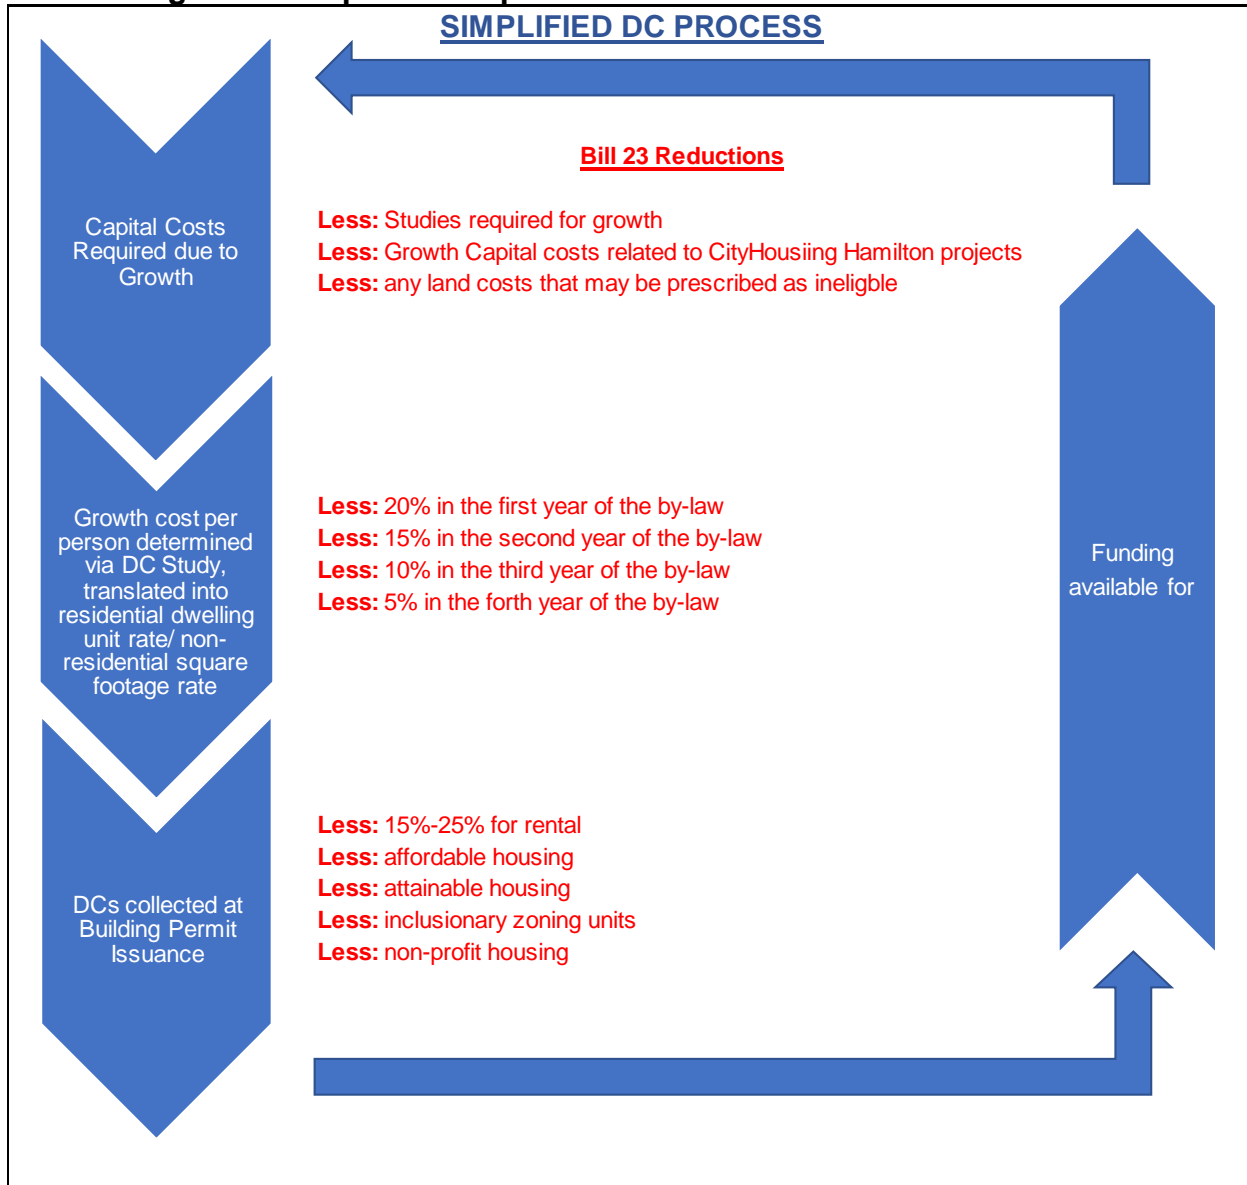 SIMPLIFIED DC PROCESS
Bill 23 Reductions
Capital Costs
Required due to
Growth
Less: Studies required for growth
Less: Growth Capital costs related to CityHousiing Hamilton projects
Less: any land costs that may be prescribed as ineligble
Growth cost per
person determined
via DC Study,
translated into
residential dwelling
unit rate/ non-
residential square
footage rate
Less: 20% in the first year of the by-law
Less: 15% in the second year of the by-law
Less: 10% in the third year of the by-law
Less: 5% in the forth year of the by-law
DCs collected at
Building Permit
Issuance
Less: 15%-25% for rental
Less: affordable housing
Less: attainable housing
Less: inclusionary zoning units
Less: non-profit housing
Funding
available for